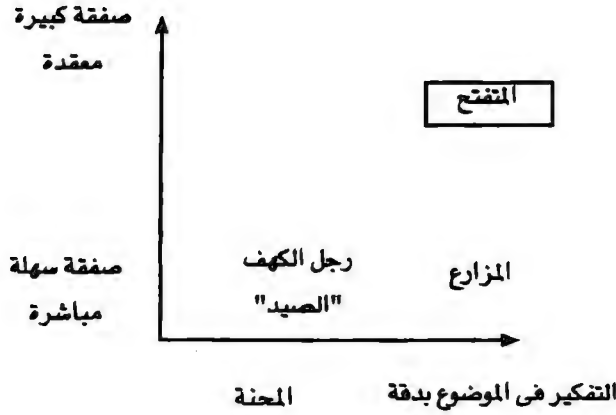 صفقة كبيرة
معقدة
المتفتح
صفقة سهلة
مباشرة
رجل الكهف
"الصيد"
المزارع
التفكير فى الموضوع بدقة
المحنة